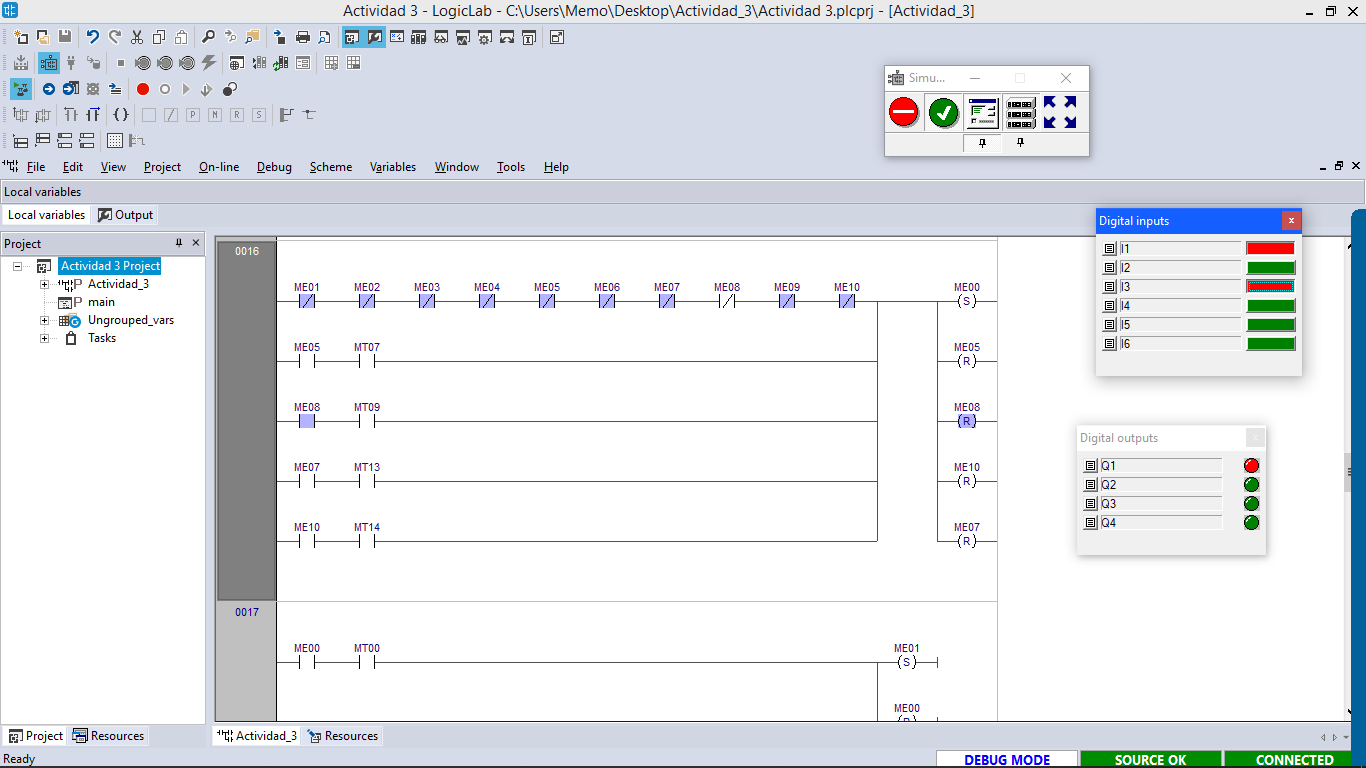 Actividad 3 - LogicLab - C:\Users\Memo\Desktop\Actividad_3\Actividad 3.plcprj - [Actividad_3]
Simu...
File Edit View Project On-line Debug Scheme Variables Window Tools Help
Local variables
Local variables Output
Project
Actividad 3 Project
Actividad_3
main
Ungrouped_vars
Tasks
0016
ME01 ME02 ME03 ME04 ME05 ME06 ME07 ME08 ME09 ME10 ME00
S
ME05 MT07 ME05
R
ME08 MT09 ME08
R
ME07 MT13 ME10
R
ME10 MT14 ME07
R
0017
ME00 MT00 ME01
S
ME00
Digital inputs
I1
I2
I3
I4
I5
I6
Digital outputs
Q1
Q2
Q3
Q4
Project Resources
Actividad_3 Resources
Ready
DEBUG MODE SOURCE OK CONNECTED